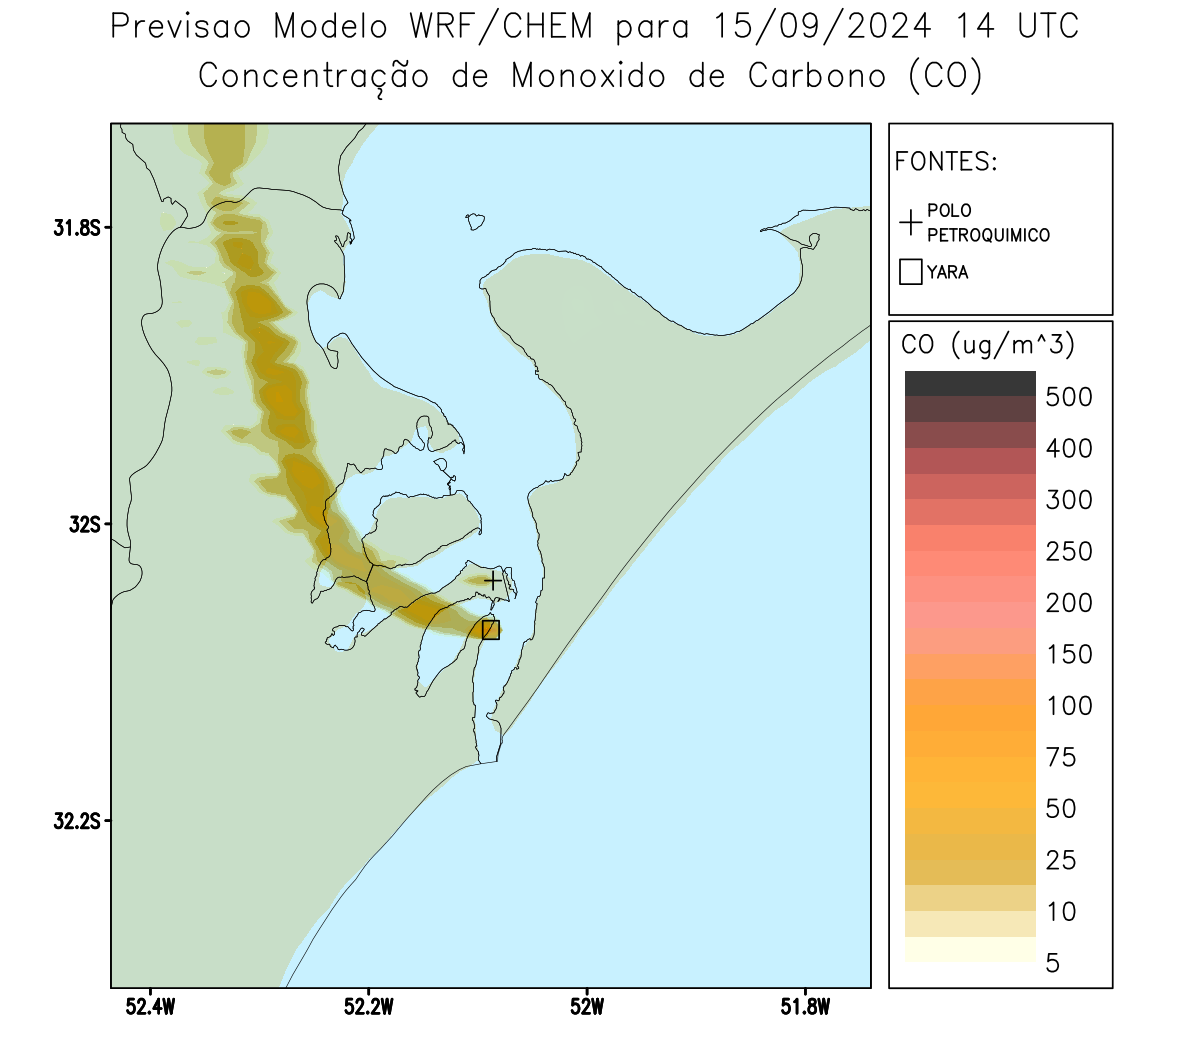 Previsao Modelo WRF/CHEM para 15/09/2024 14 UTC
Concentração de Monoxido de Carbono (CO)
FONTES:
POLO
PETROQUIMICO
YARA
CO (ug/m^3)
500
400
300
250
200
150
100
75
50
25
10
5
31.8S
32S
32.2S
52.4W
52.2W
52W
51.8W